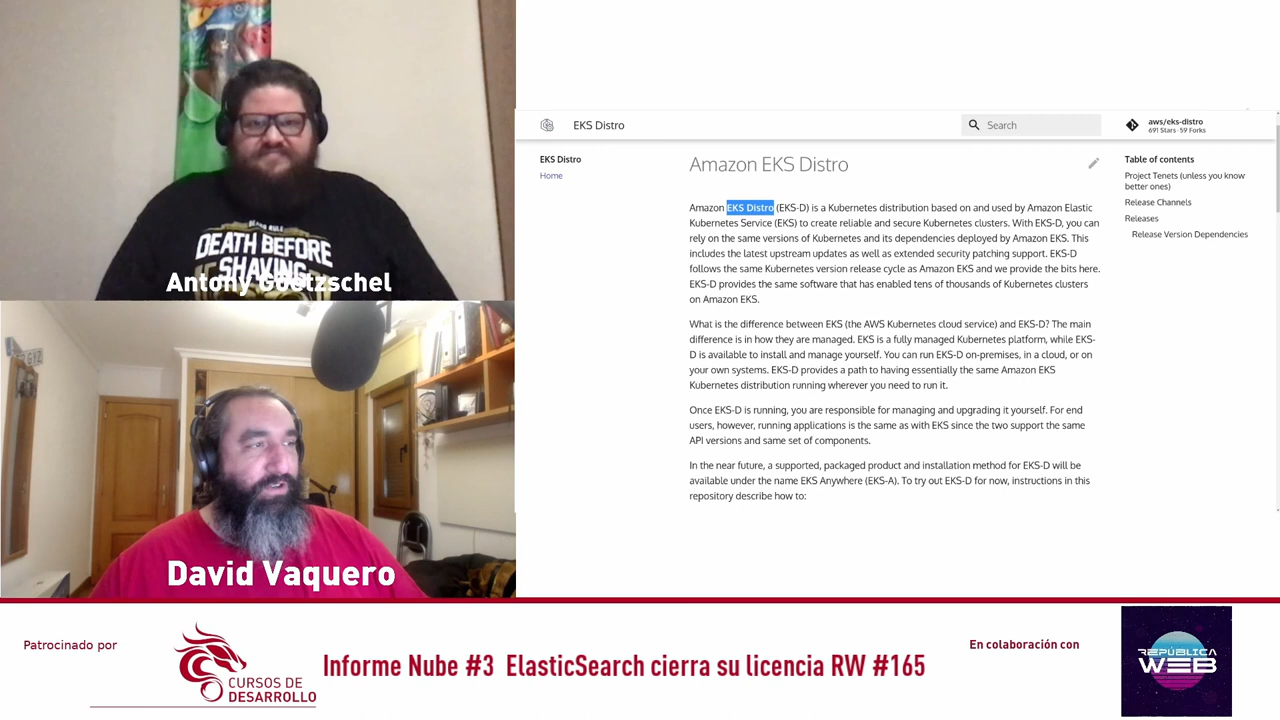 BEARD RULE
DEATH BEFORE
SHAVING
Antony Goetzschel
GYZ
David Vaquero
EKS Distro
Search
aws/eks-distro
691 Stars · 59 Forks
EKS Distro
Home
Amazon EKS Distro
Amazon EKS Distro (EKS-D) is a Kubernetes distribution based on and used by Amazon Elastic
Kubernetes Service (EKS) to create reliable and secure Kubernetes clusters. With EKS-D, you can
rely on the same versions of Kubernetes and its dependencies deployed by Amazon EKS. This
includes the latest upstream updates as well as extended security patching support. EKS-D
follows the same Kubernetes version release cycle as Amazon EKS and we provide the bits here.
EKS-D provides the same software that has enabled tens of thousands of Kubernetes clusters
on Amazon EKS.
What is the difference between EKS (the AWS Kubernetes cloud service) and EKS-D? The main
difference is in how they are managed. EKS is a fully managed Kubernetes platform, while EKS-
D is available to install and manage yourself. You can run EKS-D on-premises, in a cloud, or on
your own systems. EKS-D provides a path to having essentially the same Amazon EKS
Kubernetes distribution running wherever you need to run it.
Once EKS-D is running, you are responsible for managing and upgrading it yourself. For end
users, however, running applications is the same as with EKS since the two support the same
API versions and same set of components.
In the near future, a supported, packaged product and installation method for EKS-D will be
available under the name EKS Anywhere (EKS-A). To try out EKS-D for now, instructions in this
repository describe how to:
Table of contents
Project Tenets (unless you know
better ones)
Release Channels
Releases
Release Version Dependencies
Patrocinado por
CURSOS DE
DESARROLLO
Informe Nube #3 ElasticSearch cierra su licencia RW #165
En colaboración con
REPÚBLICA
WEB